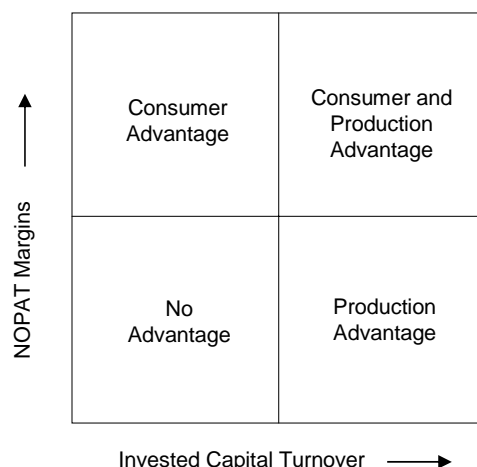 Consumer
Advantage
Consumer and
Production
Advantage
NOPAT Margins
No
Advantage
Production
Advantage
Invested Capital Turnover